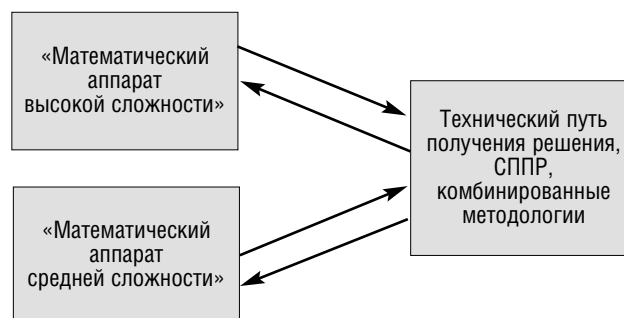 «Математический
аппарат
высокой сложности»
Технический путь
получения решения,
СППР,
комбинированные
методологии
«Математический
аппарат
средней сложности»